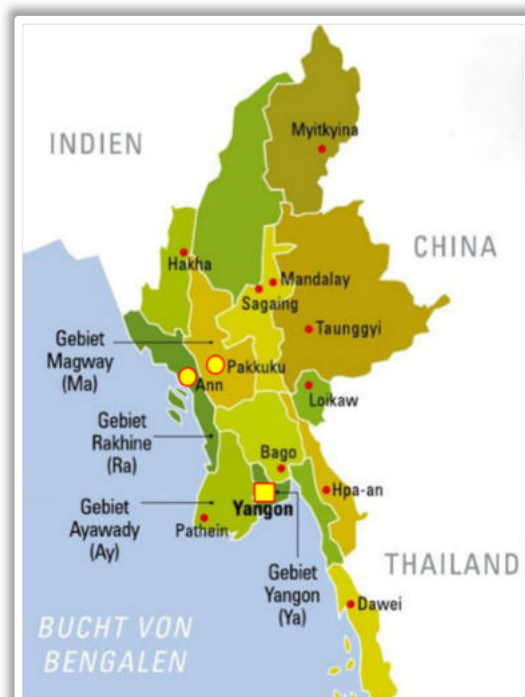 Myitkyina
INDIEN
CHINA
Hakha
Mandalay
Sagaing
Taunggyi
Gebiet
Magway
(Ma)
Pakkuku
Ann
Loikaw
Gebiet
Rakhine
(Ra)
Bago
Hpa-an
Gebiet
Ayawady
(Ay)
Yangon
Pathein
Gebiet
Yangon
(Ya)
THAILAND
Dawei
BUCHT VON
BENGALEN